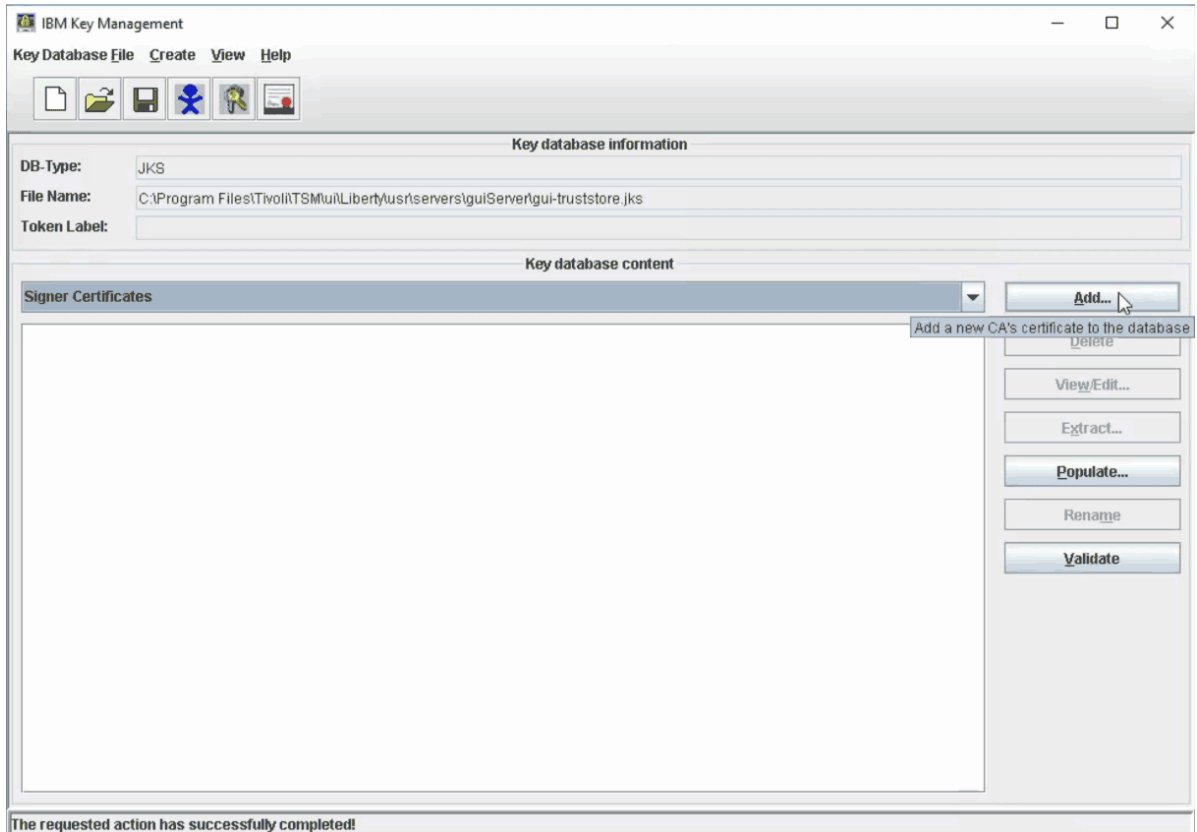 IBM Key Management
Key Database File Create View Help
Key database information
DB-Type: JKS
File Name: C:\Program Files\Tivoli\TSM\ui\Liberty\usr\servers\guiServer\gui-truststore.jks
Token Label:
Key database content
Signer Certificates
Add...
Add a new CA's certificate to the database
Delete
View/Edit...
Extract...
Populate...
Rename
Validate
The requested action has successfully completed!